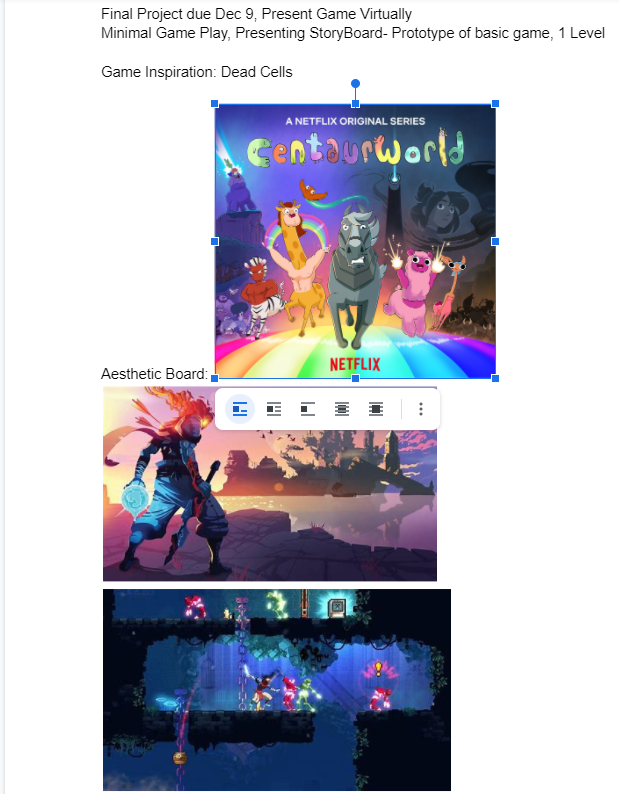 Final Project due Dec 9, Present Game Virtually
Minimal Game Play, Presenting StoryBoard- Prototype of basic game, 1 Level
Game Inspiration: Dead Cells
A NETFLIX ORIGINAL SERIES
Centaurworld
NETFLIX
Aesthetic Board: